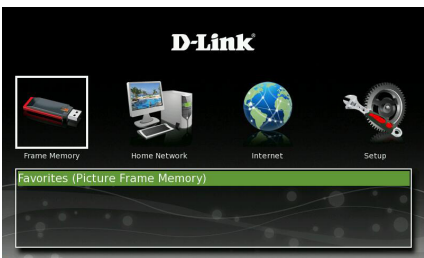 D-Link
Frame Memory
Home Network
Internet
Setup
Favorites (Picture Frame Memory)